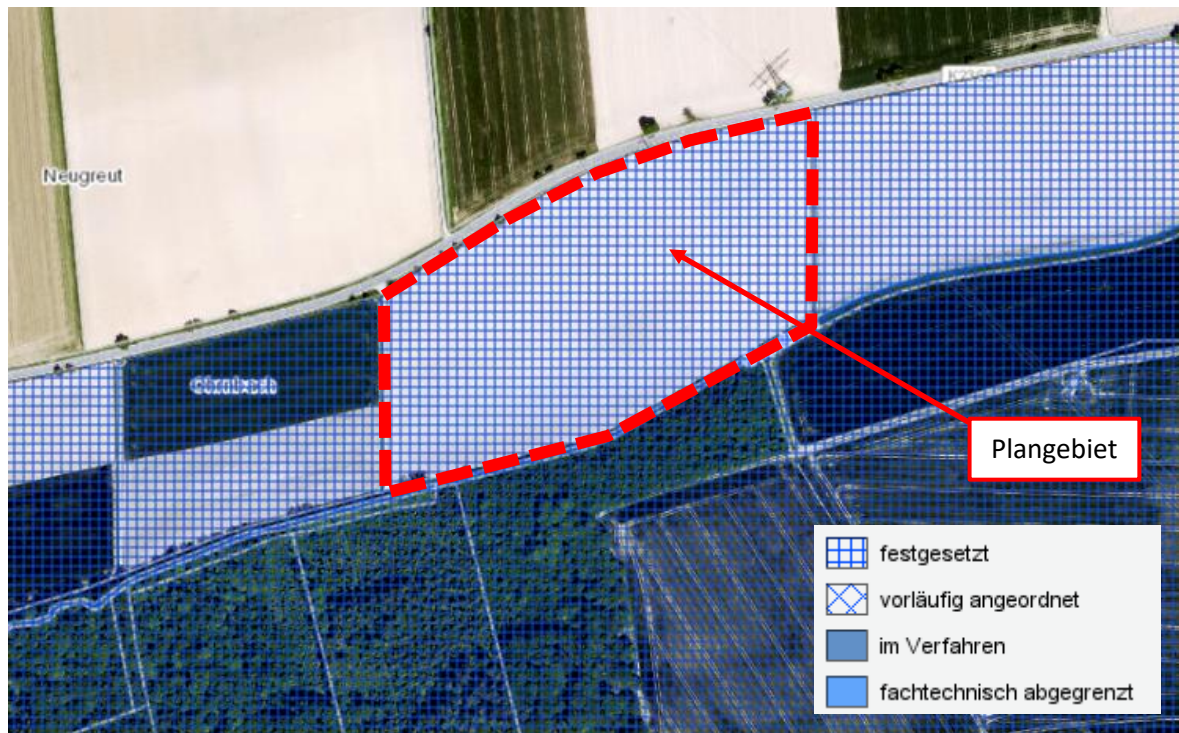 Neugreut
Plangebiet
festgesetzt
vorläufig angeordnet
im Verfahren
fachtechnisch abgegrenzt